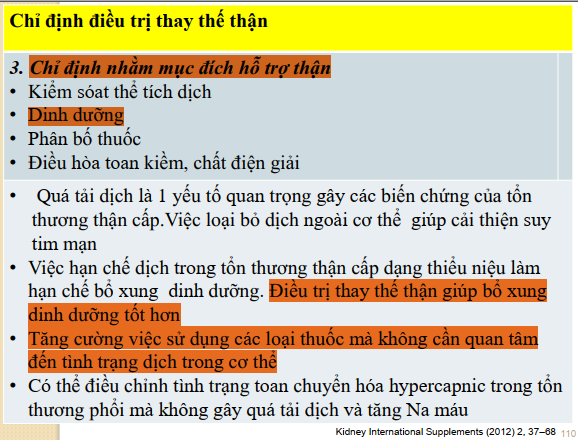 Chỉ định điều trị thay thế thận
3. Chỉ định nhằm mục đích hỗ trợ thận
• Kiểm sóat thể tích dịch
• Dinh dưỡng
• Phân bố thuốc
• Điều hòa toan kiềm, chất điện giải
• Quá tải dịch là 1 yếu tố quan trọng gây các biến chứng của tổn
thương thận cấp.Việc loại bỏ dịch ngoài cơ thể giúp cải thiện suy
tim mạn
• Việc hạn chế dịch trong tổn thương thận cấp dạng thiểu niệu làm
hạn chế bổ xung dinh dưỡng. Điều trị thay thế thận giúp bổ xung
dinh dưỡng tốt hơn
• Tăng cường việc sử dụng các loại thuốc mà không cần quan tâm
đến tình trạng dịch trong cơ thể
• Có thể điều chỉnh tình trạng toan chuyển hóa hypercapnic trong tổn
thương phổi mà không gây quá tải dịch và tăng Na máu
Kidney International Supplements (2012) 2, 37–68 110